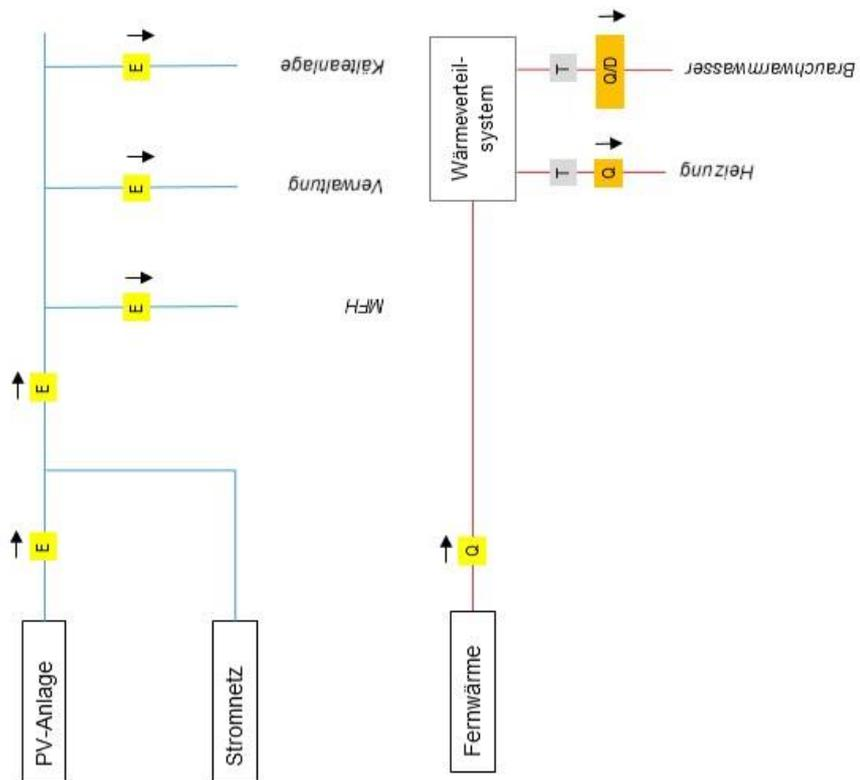 E
Kälteanlage
E
Verwaltung
E
MFH
E
E
PV-Anlage
Stromnetz
Wärmeverteil-
system
T
Q/D
Brauchwarmwasser
T
Q
Heizung
Q
Fernwärme